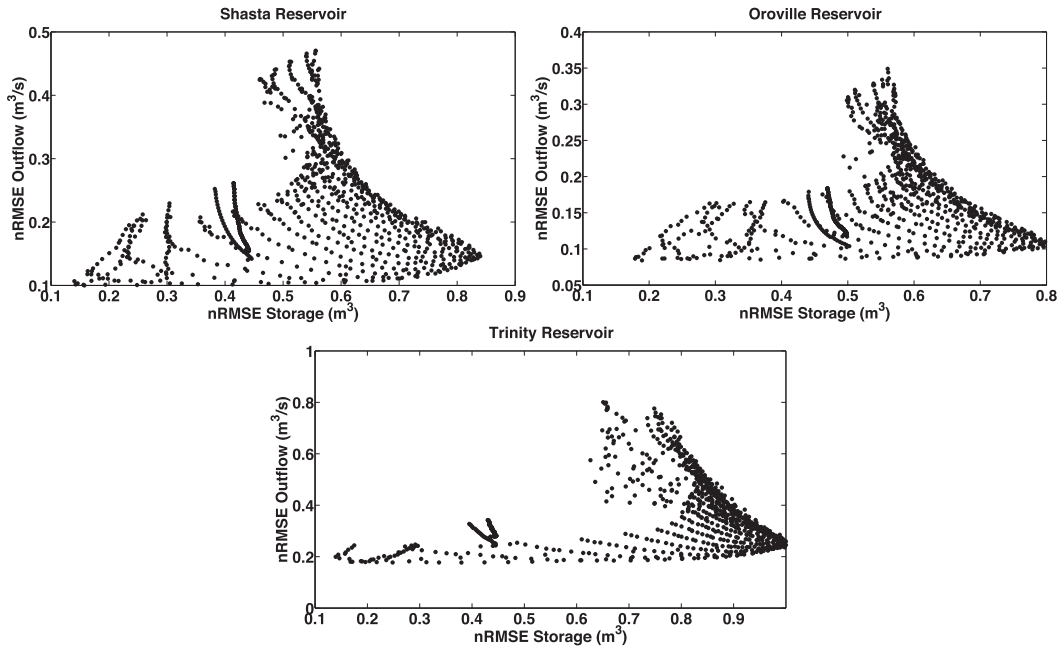 Shasta Reservoir
0.5
0.4
0.3
0.2
0.1
nRMSE Outflow (m³/s)
0.1 0.2 0.3 0.4 0.5 0.6 0.7 0.8 0.9
nRMSE Storage (m³)
Oroville Reservoir
0.4
0.35
0.3
0.25
0.2
0.15
0.1
0.05
nRMSE Outflow (m³/s)
0.1 0.2 0.3 0.4 0.5 0.6 0.7 0.8
nRMSE Storage (m³)
Trinity Reservoir
1
0.8
0.6
0.4
0.2
0
nRMSE Outflow (m³/s)
0.1 0.2 0.3 0.4 0.5 0.6 0.7 0.8 0.9
nRMSE Storage (m³)